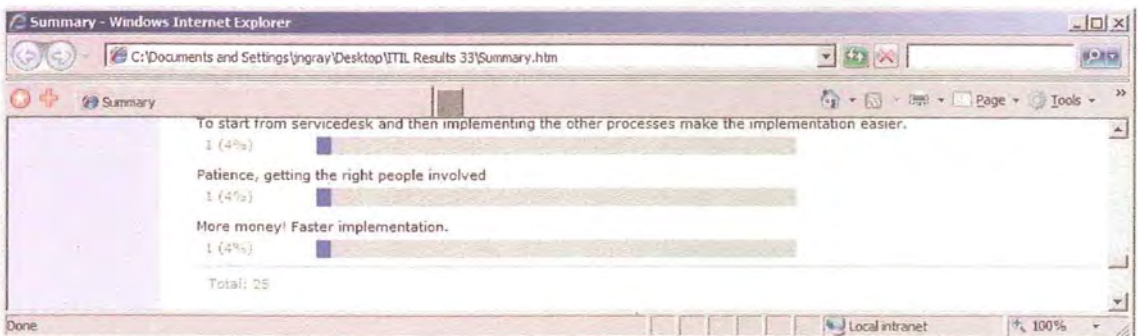 Summary - Windows Internet Explorer
C:\Documents and Settings\jngray\Desktop\ITIL Results 33\Summary.htm
Summary
Page
Tools
To start from servicedesk and then implementing the other processes make the implementation easier.
1 (4%)
Patience, getting the right people involved
1 (4%)
More money! Faster implementation.
1 (4%)
Total: 25
Done
Local intranet
100%